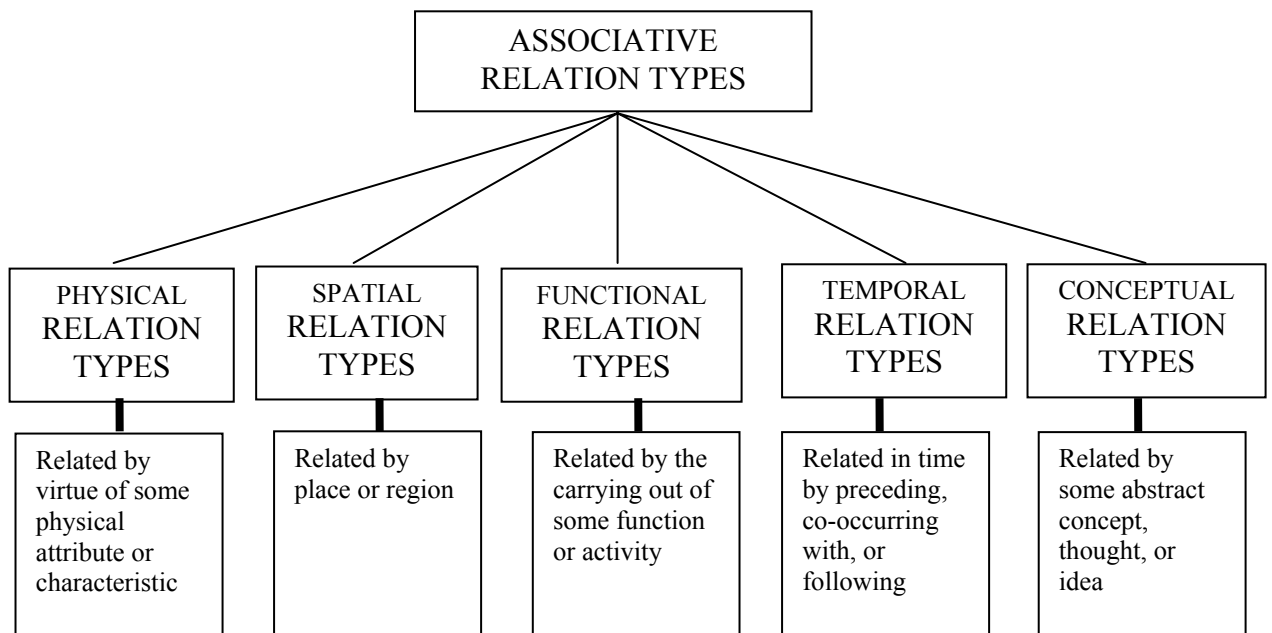 ASSOCIATIVE
RELATION TYPES
PHYSICAL
RELATION
TYPES
SPATIAL
RELATION
TYPES
FUNCTIONAL
RELATION
TYPES
TEMPORAL
RELATION
TYPES
CONCEPTUAL
RELATION
TYPES
Related by
virtue of some
physical
attribute or
characteristic
Related by
place or region
Related by the
carrying out of
some function
or activity
Related in time
by preceding,
co-occurring
with, or
following
Related by
some abstract
concept,
thought, or
idea